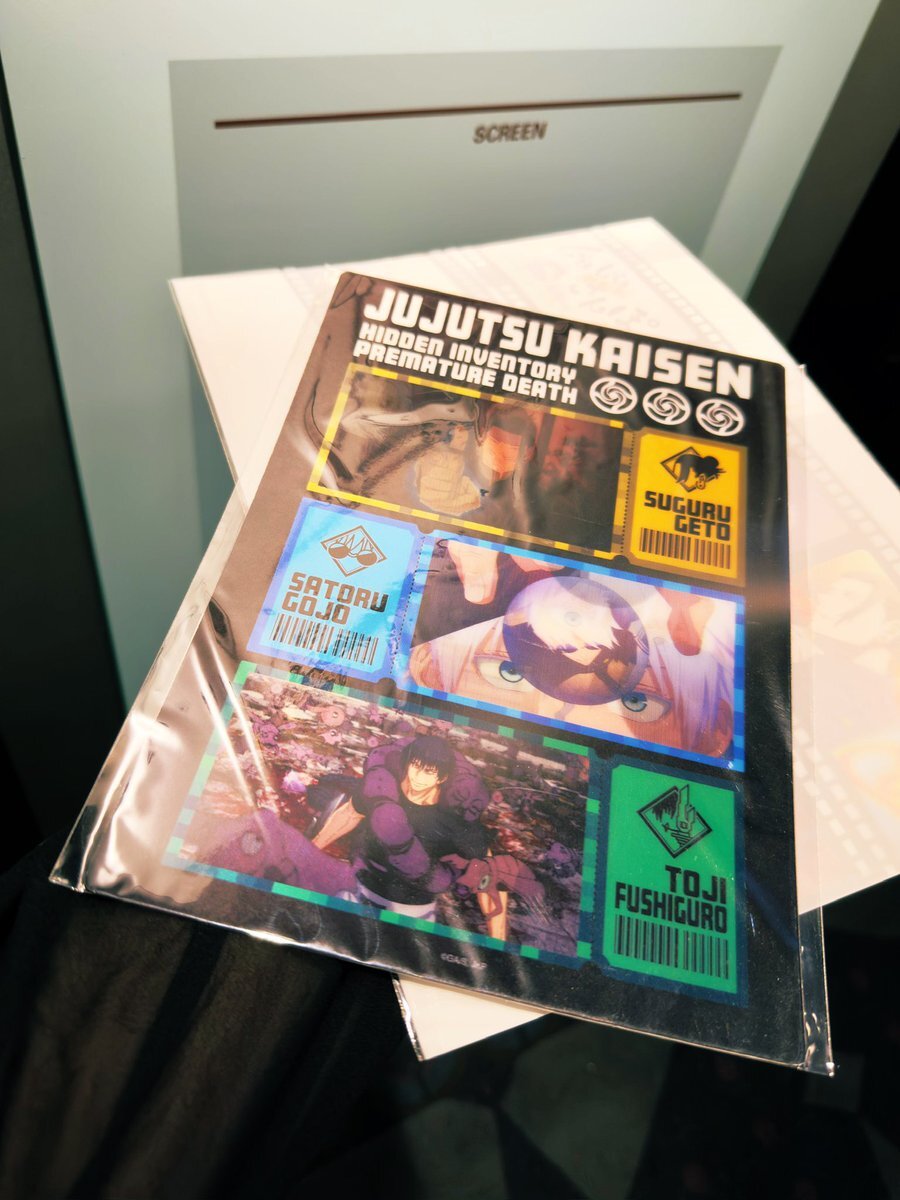 SCREEN
JUJUTSU KAISEN
HIDDEN INVENTORY
PREMATURE DEATH
SUGURU
GETO
SATORU
GOJO
TOJI
FUSHIGURO